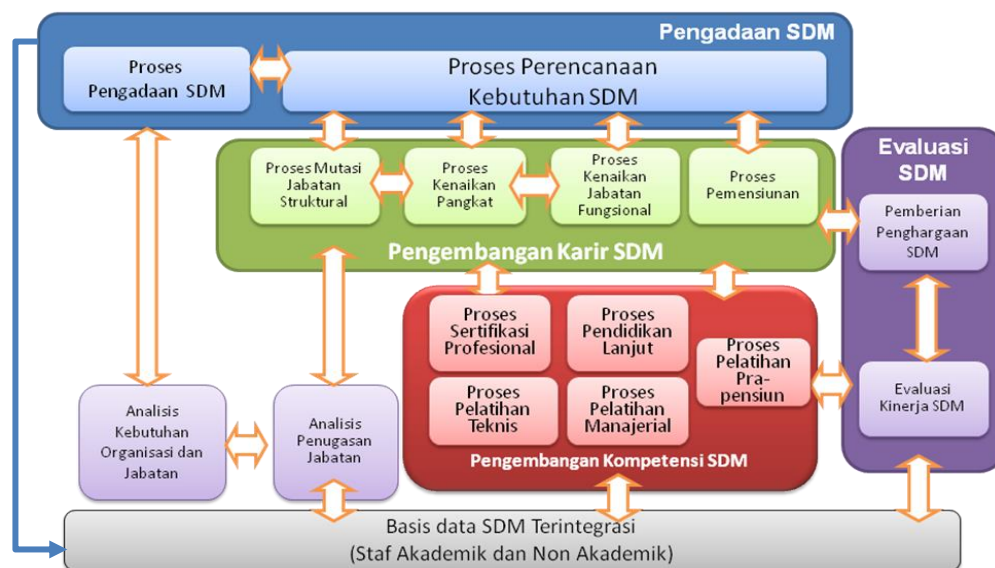 Pengadaan SDM
Proses
Pengadaan SDM
Proses Perencanaan
Kebutuhan SDM
Proses Mutasi
Jabatan
Struktural
Proses
Kenaikan
Pangkat
Proses
Kenaikan
Jabatan
Fungsional
Proses
Pemensiunan
Pengembangan Karir SDM
Evaluasi
SDM
Pemberian
Penghargaan
SDM
Evaluasi
Kinerja SDM
Proses
Sertifikasi
Profesional
Proses
Pendidikan
Lanjut
Proses
Pelatihan
Pra-
pensiun
Proses
Pelatihan
Teknis
Proses
Pelatihan
Manajerial
Pengembangan Kompetensi SDM
Analisis
Kebutuhan
Organisasi dan
Jabatan
Analisis
Penugasan
Jabatan
Basis data SDM Terintegrasi
(Staf Akademik dan Non Akademik)